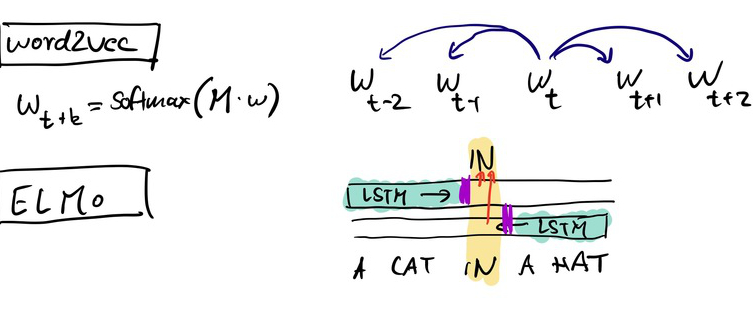 word2vec
W_{t-2} W_{t-1} W_t W_{t+1} W_{t+2}
W_{t+k} = Softmax(M·w)
IN
ELMo
LSTM →
← LSTM
A CAT IN A HAT